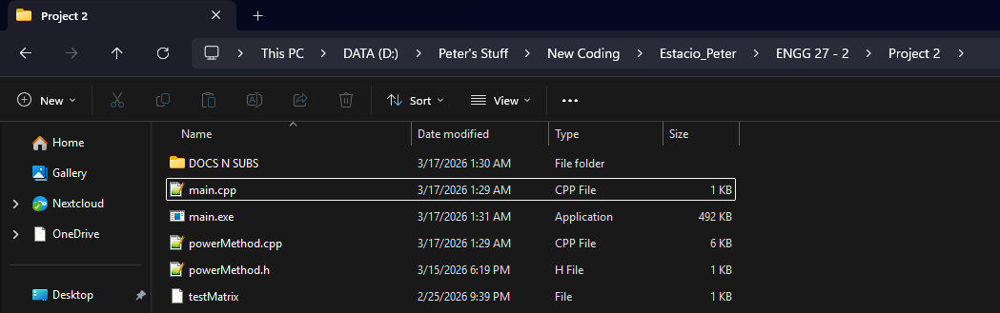 Project 2
This PC > DATA (D:) > Peter's Stuff > New Coding > Estacio_Peter > ENGG 27 - 2 > Project 2 >
New Sort View
Name Date modified Type Size
Home
Gallery
Nextcloud
OneDrive
Desktop
DOCS N SUBS 3/17/2026 1:30 AM File folder
main.cpp 3/17/2026 1:29 AM CPP File 1 KB
main.exe 3/17/2026 1:31 AM Application 492 KB
powerMethod.cpp 3/17/2026 1:29 AM CPP File 6 KB
powerMethod.h 3/15/2026 6:19 PM H File 1 KB
testMatrix 2/25/2026 9:39 PM File 1 KB